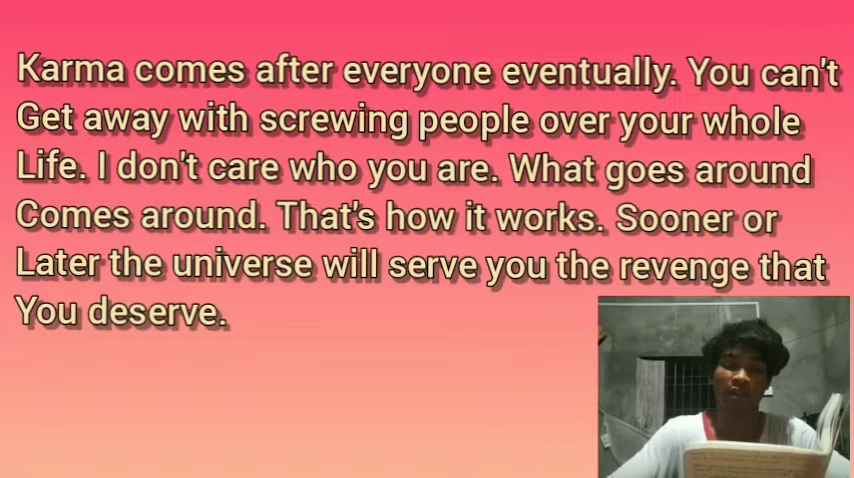 Karma comes after everyone eventually. You can't
Get away with screwing people over your whole
Life. I don't care who you are. What goes around
Comes around. That's how it works. Sooner or
Later the universe will serve you the revenge that
You deserve.